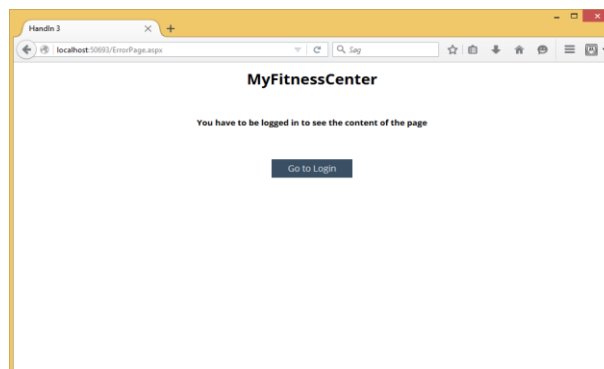 HandIn 3
localhost:50693/ErrorPage.aspx
Søg
MyFitnessCenter
You have to be logged in to see the content of the page
Go to Login